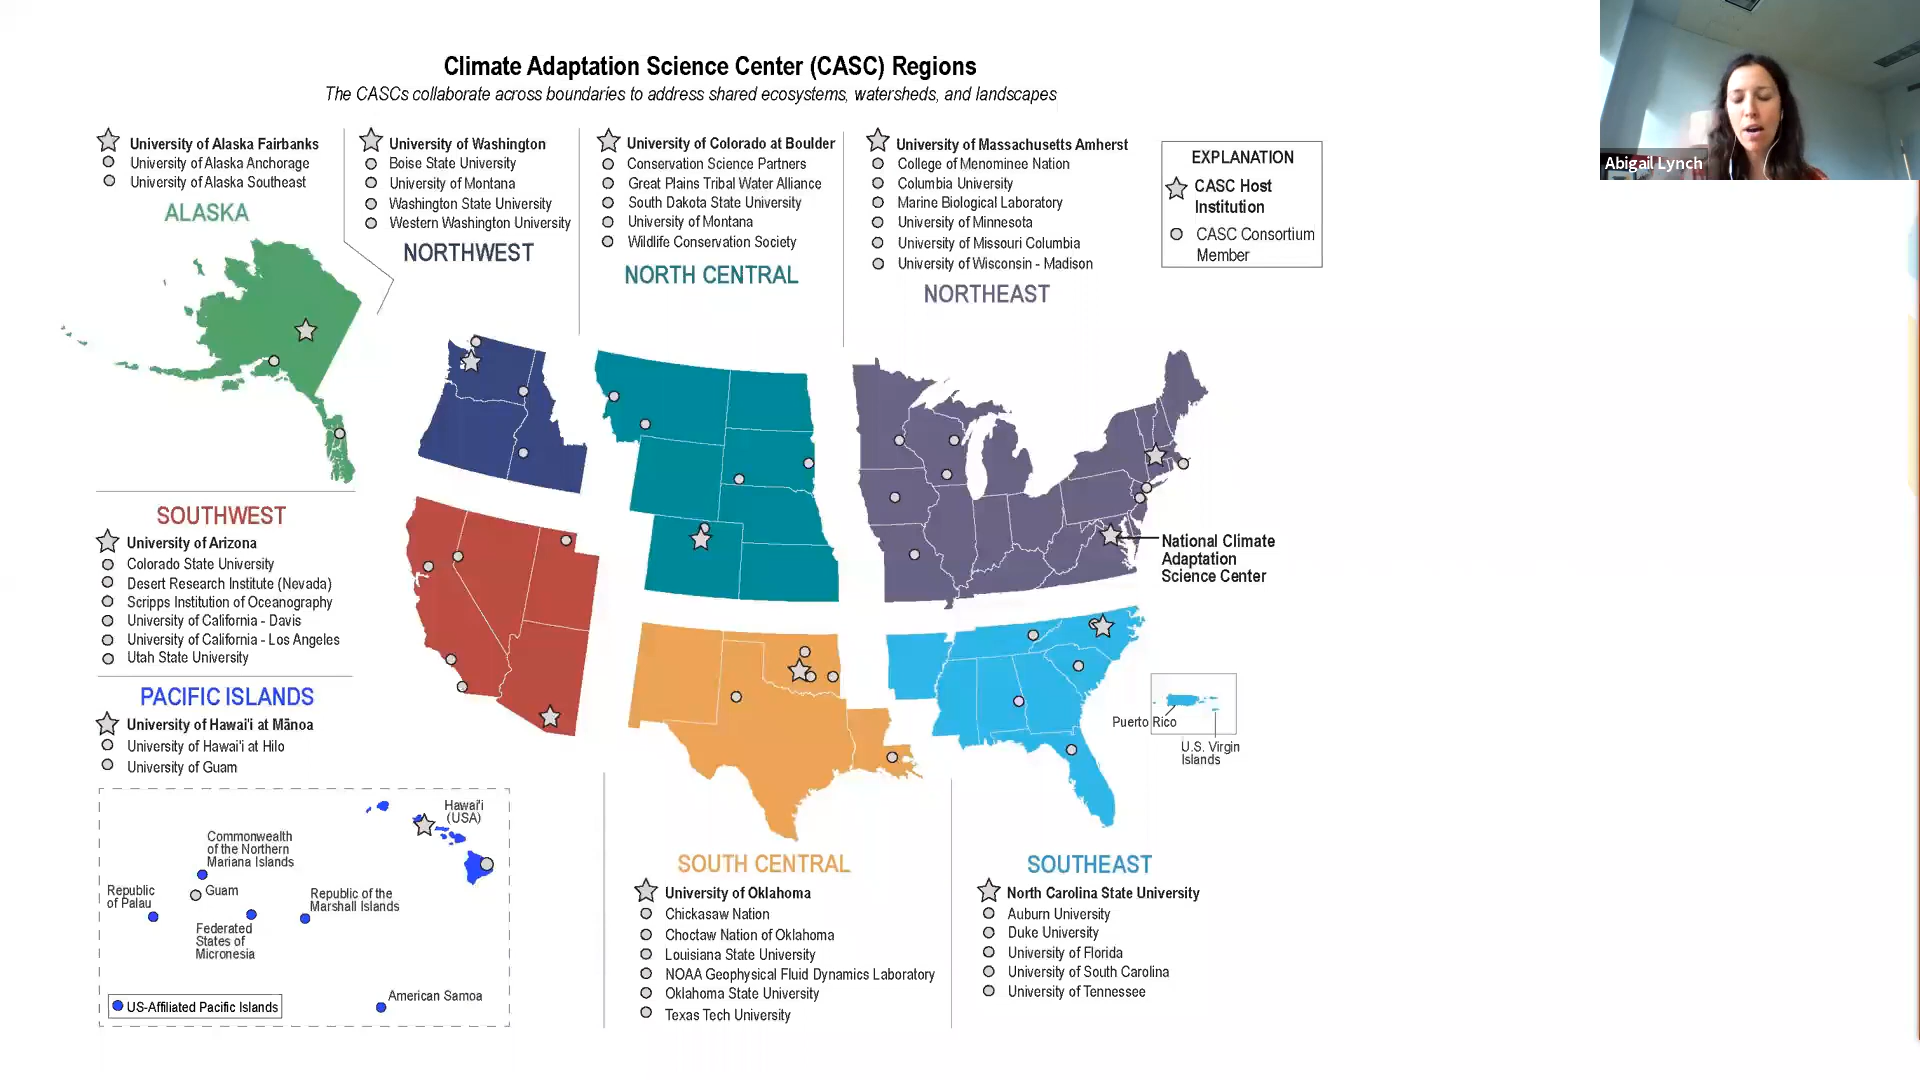 Climate Adaptation Science Center (CASC) Regions
The CASCs collaborate across boundaries to address shared ecosystems, watersheds, and landscapes
University of Alaska Fairbanks
University of Alaska Anchorage
University of Alaska Southeast
ALASKA
University of Washington
Boise State University
University of Montana
Washington State University
Western Washington University
NORTHWEST
University of Colorado at Boulder
Conservation Science Partners
Great Plains Tribal Water Alliance
South Dakota State University
University of Montana
Wildlife Conservation Society
NORTH CENTRAL
University of Massachusetts Amherst
College of Menominee Nation
Columbia University
Marine Biological Laboratory
University of Minnesota
University of Missouri Columbia
University of Wisconsin - Madison
NORTHEAST
EXPLANATION
CASC Host
Institution
CASC Consortium
Member
Abigail Lynch
National Climate
Adaptation
Science Center
SOUTHWEST
University of Arizona
Colorado State University
Desert Research Institute (Nevada)
Scripps Institution of Oceanography
University of California - Davis
University of California - Los Angeles
Utah State University
PACIFIC ISLANDS
University of Hawai'i at Mānoa
University of Hawai'i at Hilo
University of Guam
Hawai'i
(USA)
Commonwealth
of the Northern
Mariana Islands
Guam
Republic
of Palau
Republic of the
Marshall Islands
Federated
States of
Micronesia
American Samoa
US-Affiliated Pacific Islands
Puerto Rico
U.S. Virgin
Islands
SOUTH CENTRAL
University of Oklahoma
Chickasaw Nation
Choctaw Nation of Oklahoma
Louisiana State University
NOAA Geophysical Fluid Dynamics Laboratory
Oklahoma State University
Texas Tech University
SOUTHEAST
North Carolina State University
Auburn University
Duke University
University of Florida
University of South Carolina
University of Tennessee